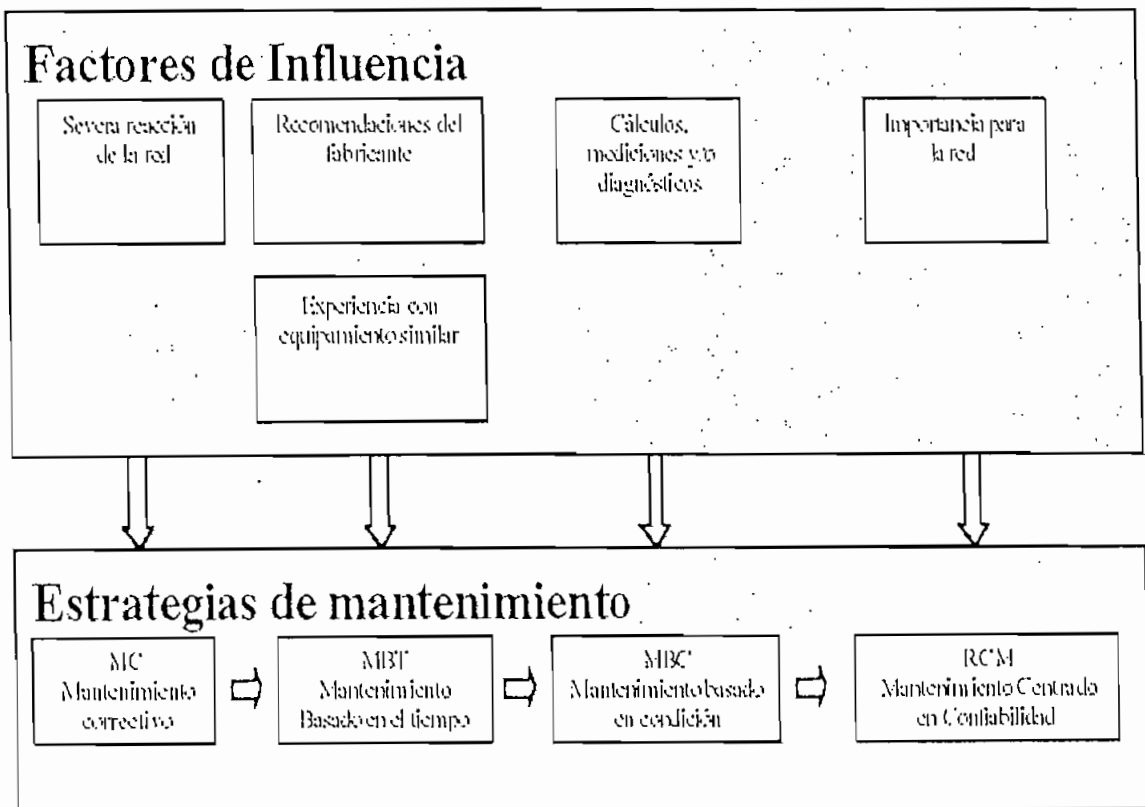 Factores de Influencia
Severa reacción
de la red
Recomendaciones del
fabricante
Cálculos,
mediciones y/o
diagnósticos
Importancia para
la red
Experiencia con
equipamiento similar
Estrategias de mantenimiento
MC
Mantenimiento
correctivo
MBT
Mantenimiento
Basado en el tiempo
MBC
Mantenimiento basado
en condición
RCM
Mantenimiento Centrado
en Confiabilidad